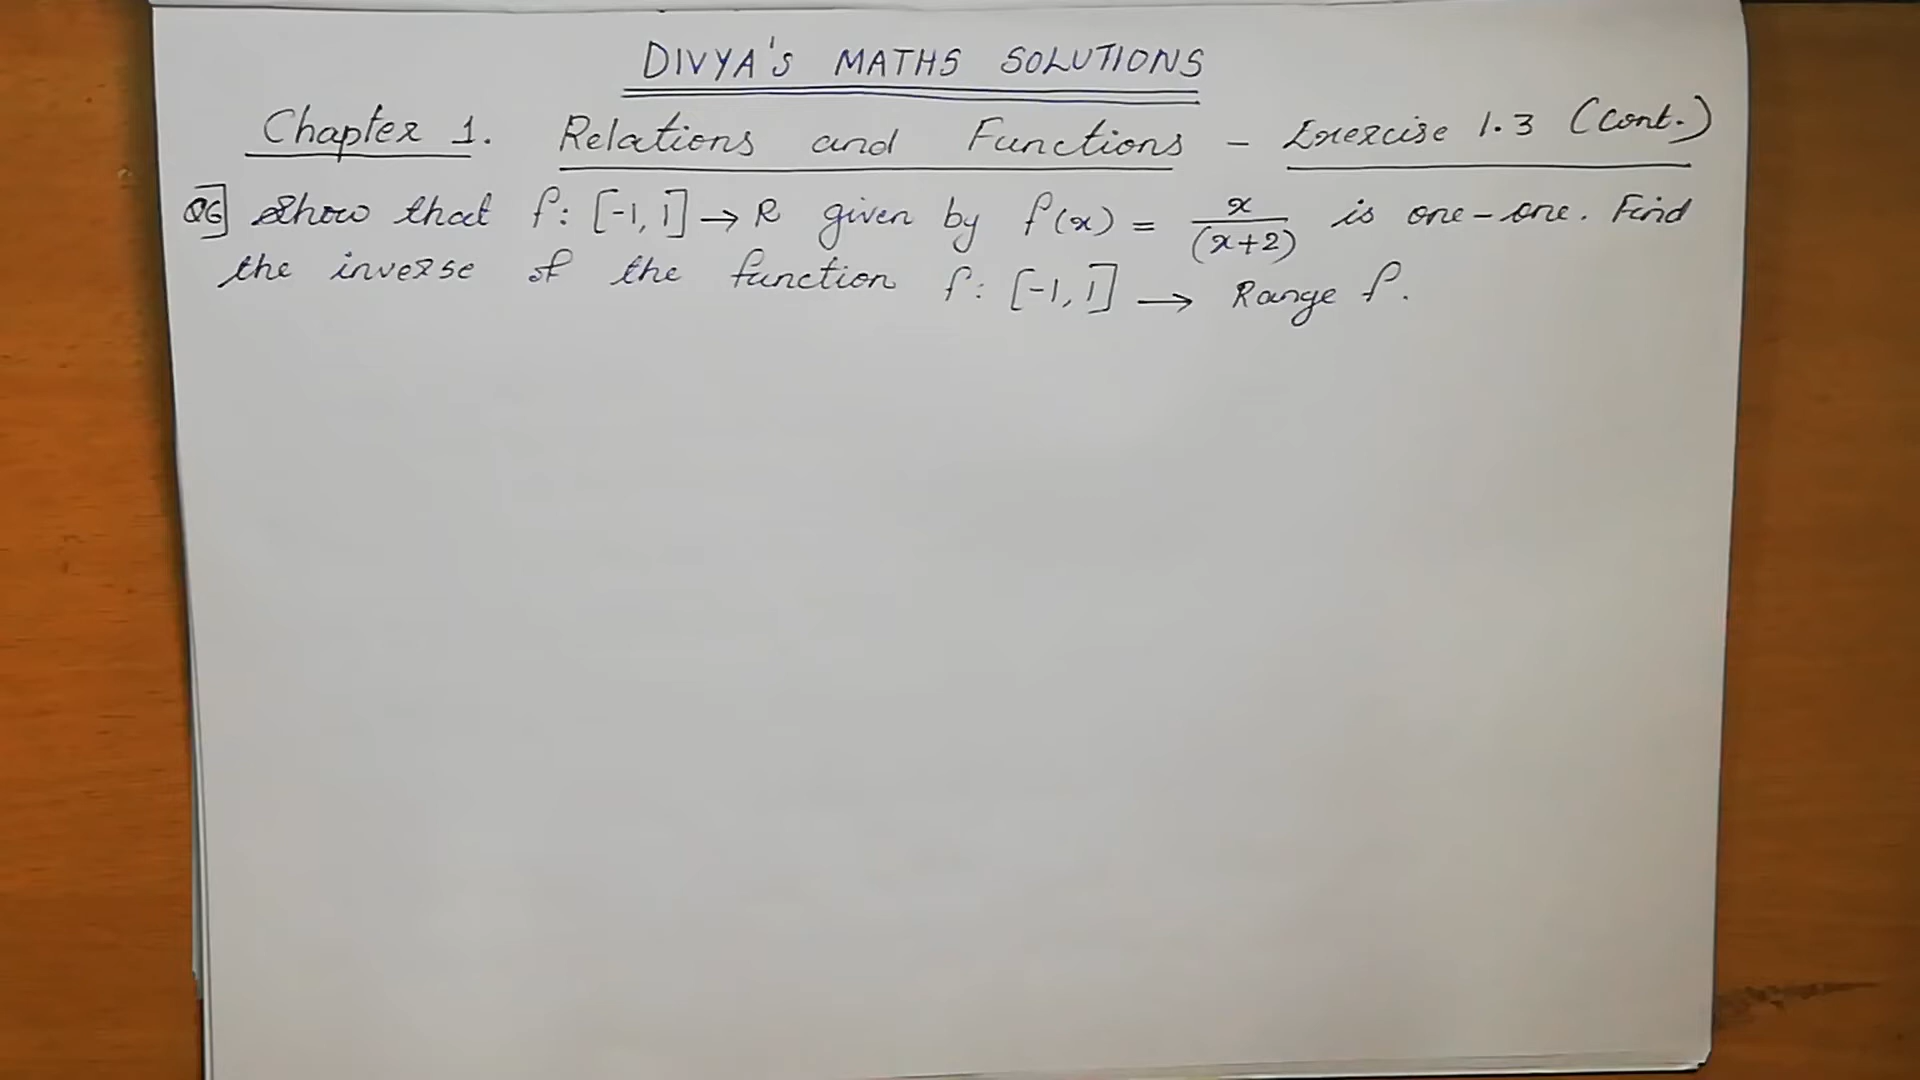 DIVYA'S MATHS SOLUTIONS
Chapter 1. Relations and Functions - Exercise 1.3 (Cont.)
Q6] Show that f: [-1, 1] → R given by f(x) = x/(x+2) is one-one. Find
the inverse of the function f: [-1, 1] → Range f.